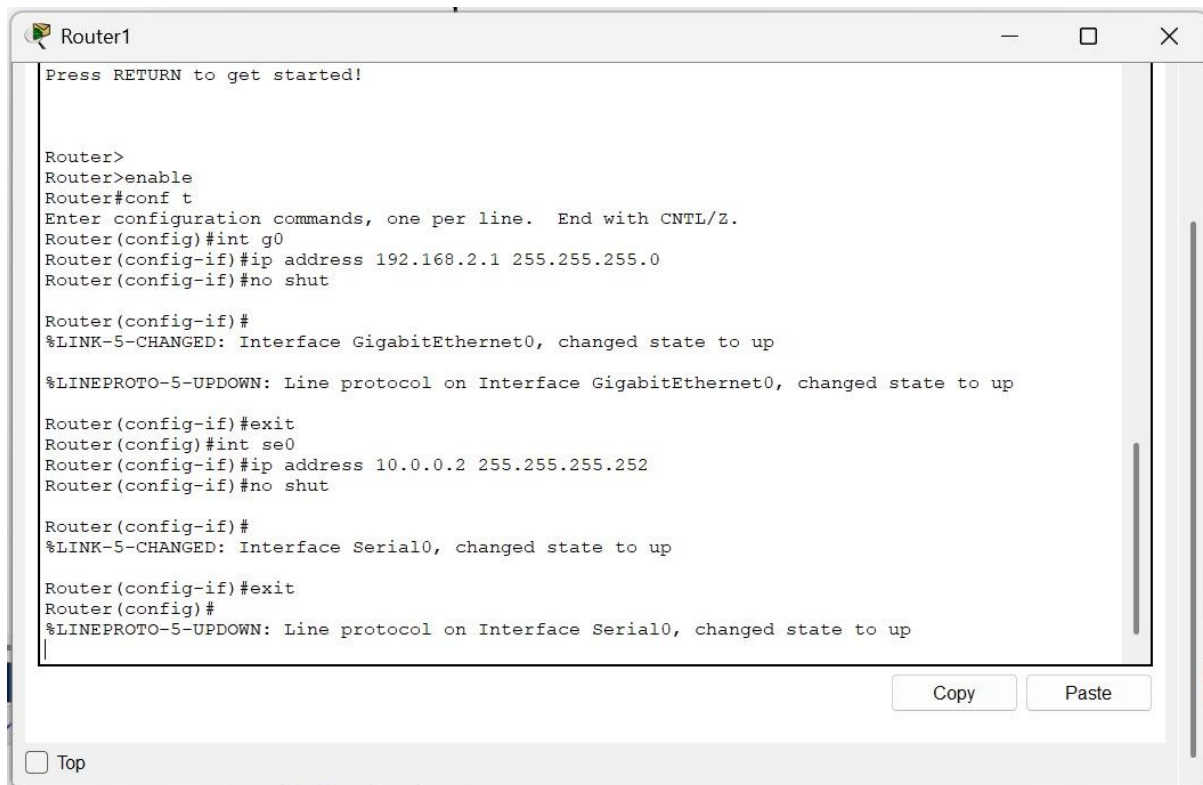 Router1
Press RETURN to get started!
Router>
Router>enable
Router#conf t
Enter configuration commands, one per line.  End with CNTL/Z.
Router(config)#int g0
Router(config-if)#ip address 192.168.2.1 255.255.255.0
Router(config-if)#no shut
Router(config-if)#
%LINK-5-CHANGED: Interface GigabitEthernet0, changed state to up
%LINEPROTO-5-UPDOWN: Line protocol on Interface GigabitEthernet0, changed state to up
Router(config-if)#exit
Router(config)#int se0
Router(config-if)#ip address 10.0.0.2 255.255.255.252
Router(config-if)#no shut
Router(config-if)#
%LINK-5-CHANGED: Interface Serial0, changed state to up
Router(config-if)#exit
Router(config)#
%LINEPROTO-5-UPDOWN: Line protocol on Interface Serial0, changed state to up
Copy Paste
Top